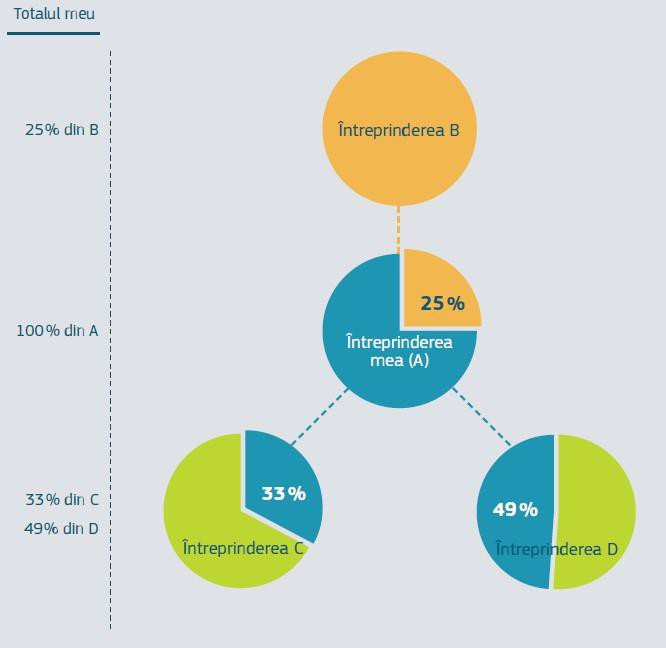 Totalul meu
25% din B
Întreprinderea B
25%
100% din A
Întreprinderea
mea (A)
33% din C
49% din D
33%
49%
Întreprinderea C
Întreprinderea D